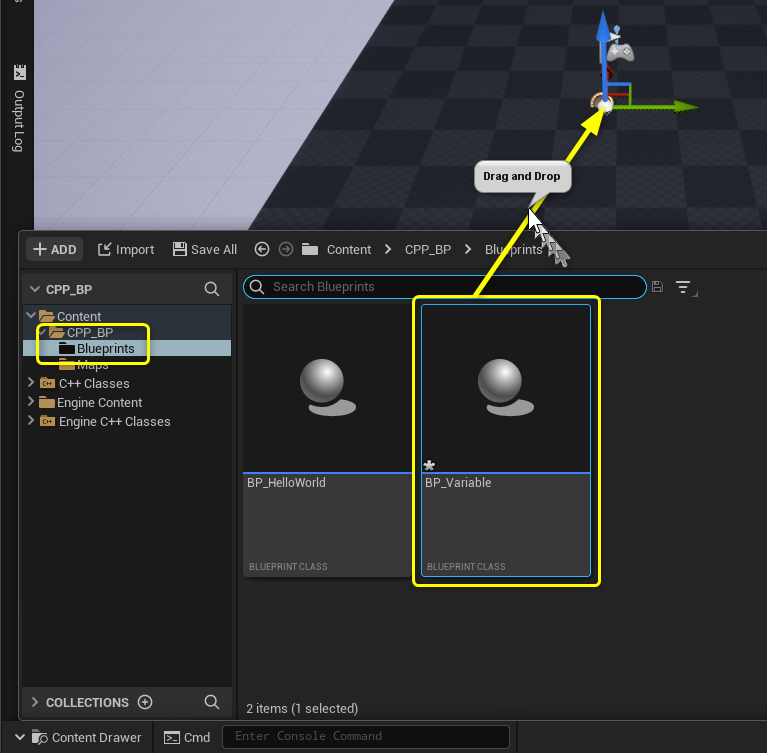 Output Log
Drag and Drop
ADD
Import
Save All
Content
CPP_BP
Blueprints
CPP_BP
Search Blueprints
Content
CPP_BP
Blueprints
Maps
C++ Classes
Engine Content
Engine C++ Classes
BP_HelloWorld
BLUEPRINT CLASS
BP_Variable
BLUEPRINT CLASS
COLLECTIONS
2 items (1 selected)
Content Drawer
Cmd
Enter Console Command